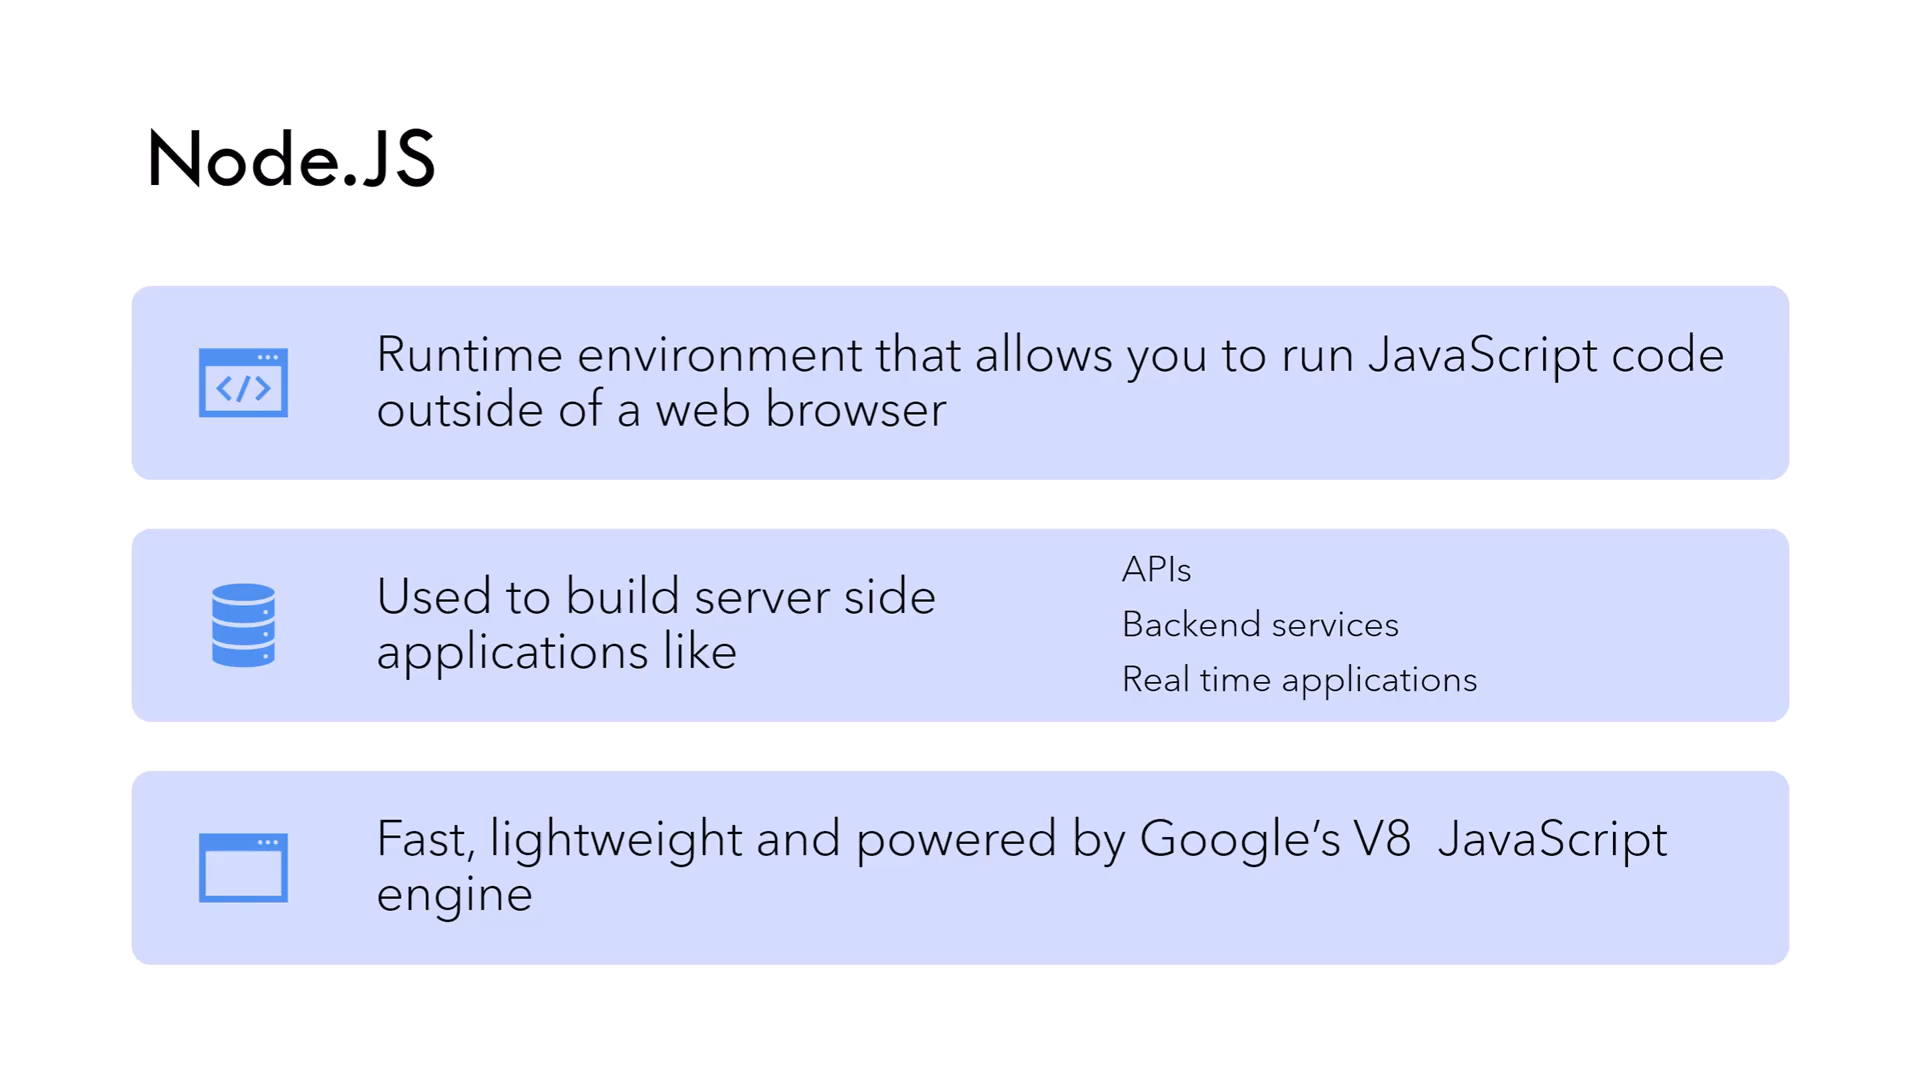 Node.JS
Runtime environment that allows you to run JavaScript code
outside of a web browser
Used to build server side
applications like
APIs
Backend services
Real time applications
Fast, lightweight and powered by Google’s V8  JavaScript
engine